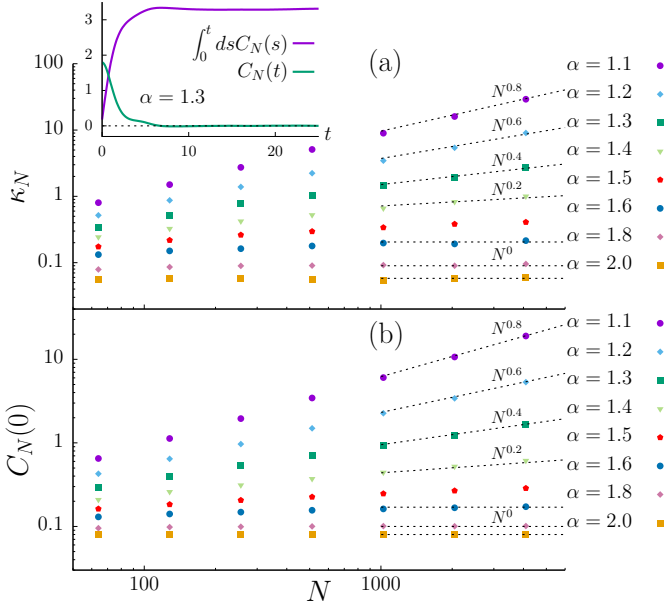 3
2
1
0
0
10
20
t
∫₀ᵗ dsC_N(s)
C_N(t)
α = 1.3
(a)
κ_N
100
10
1
0.1
N^0.8
N^0.6
N^0.4
N^0.2
N^0
α = 1.1
α = 1.2
α = 1.3
α = 1.4
α = 1.5
α = 1.6
α = 1.8
α = 2.0
(b)
C_N(0)
10
1
0.1
N^0.8
N^0.6
N^0.4
N^0.2
N^0
α = 1.1
α = 1.2
α = 1.3
α = 1.4
α = 1.5
α = 1.6
α = 1.8
α = 2.0
100
1000
N